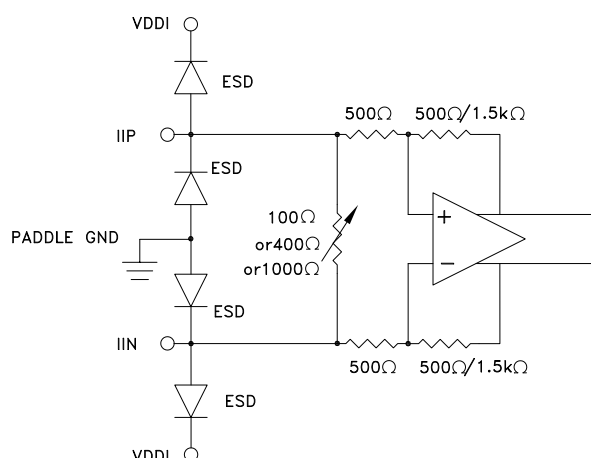 VDDI
ESD
500Ω 500Ω/1.5kΩ
IIP
ESD
+
100Ω
PADDLE GND
or400Ω
or1000Ω
−
ESD
IIN
500Ω 500Ω/1.5kΩ
ESD
VDDI